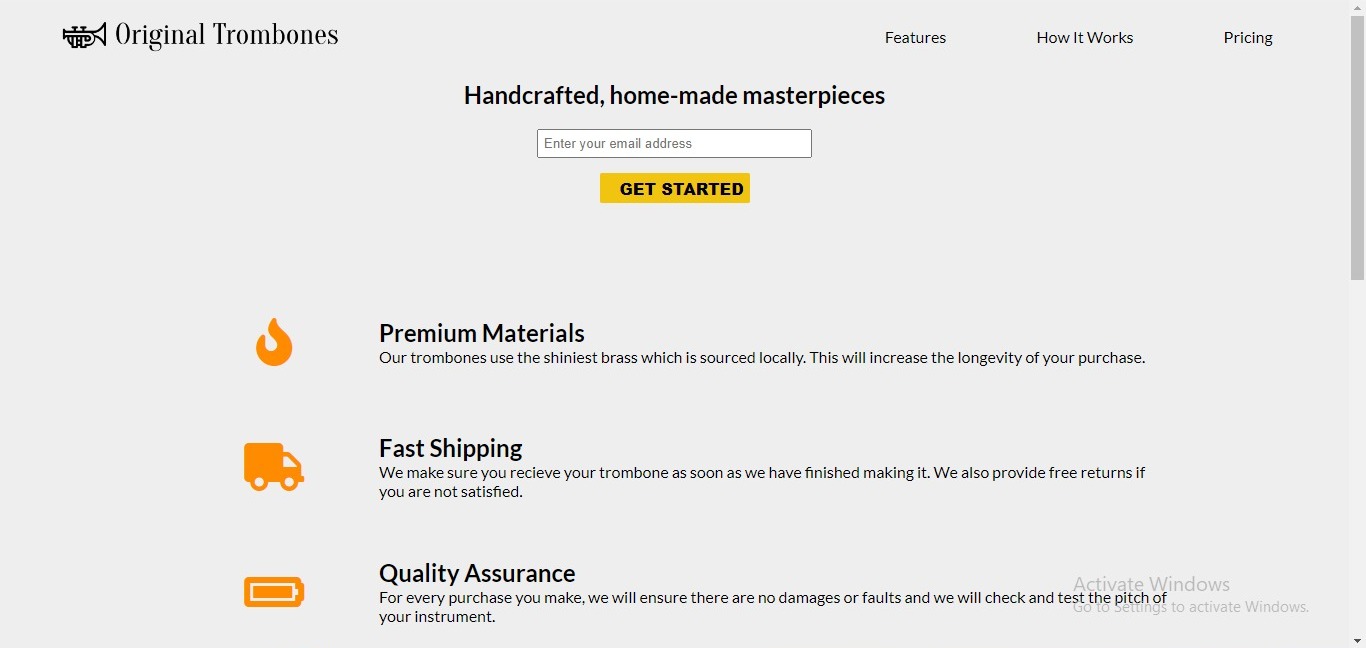 Original Trombones
Features
How It Works
Pricing
Handcrafted, home-made masterpieces
Enter your email address
GET STARTED
Premium Materials
Our trombones use the shiniest brass which is sourced locally. This will increase the longevity of your purchase.
Fast Shipping
We make sure you recieve your trombone as soon as we have finished making it. We also provide free returns if
you are not satisfied.
Quality Assurance
For every purchase you make, we will ensure there are no damages or faults and we will check and test the pitch of
your instrument.
Activate Windows
Go to Settings to activate Windows.